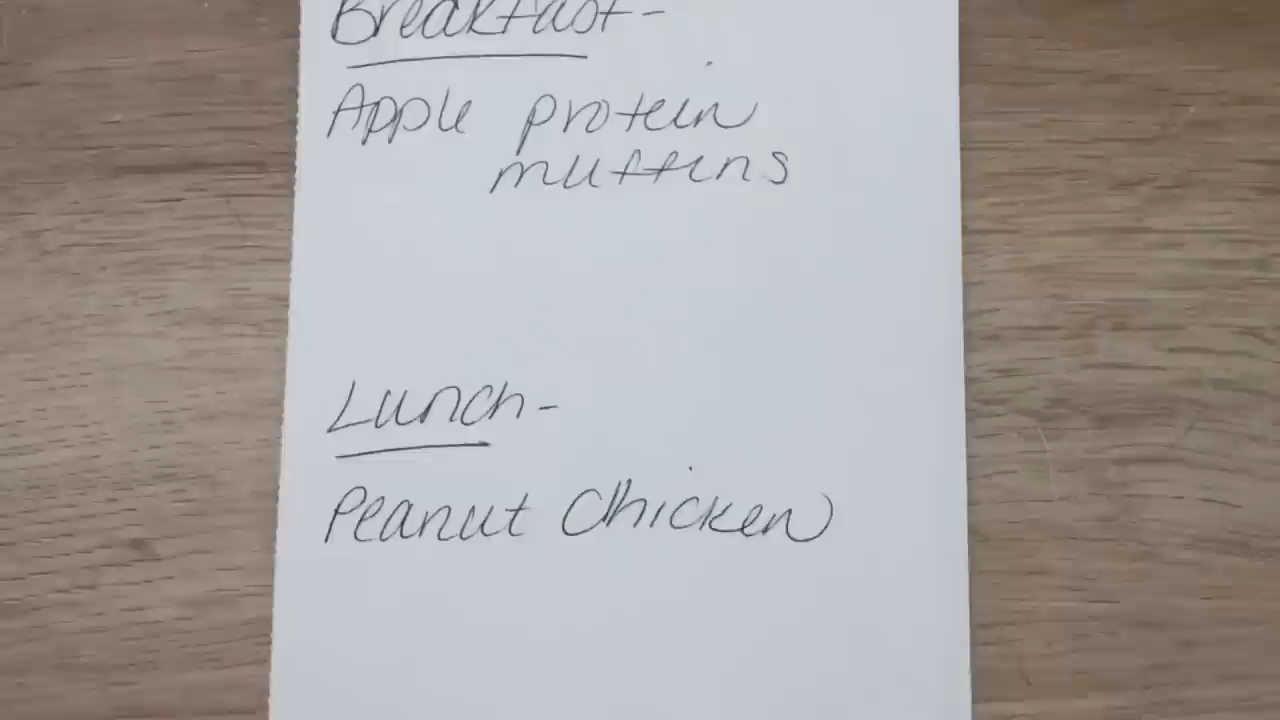 Breakfast-
Apple protein
muffins
Lunch-
Peanut Chicken